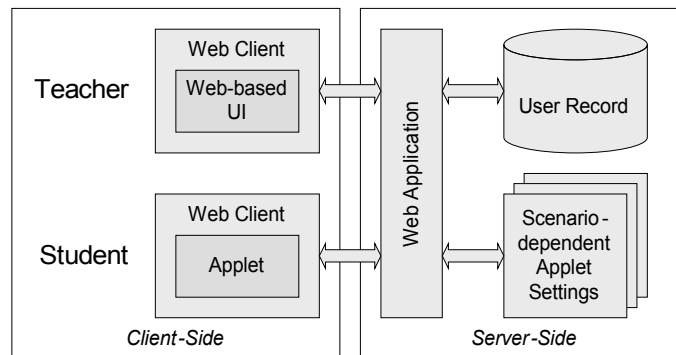 Teacher
Web Client
Web-based
UI
Student
Web Client
Applet
Client-Side
Web Application
User Record
Scenario-
dependent
Applet
Settings
Server-Side